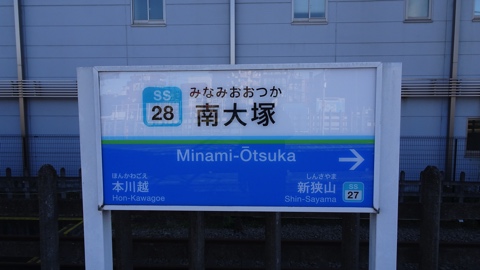 SS
28
みなみおおつか
南大塚
Minami-Ōtsuka
ほんかわごえ
本川越
Hon-Kawagoe
しんさやま
新狭山
Shin-Sayama
SS
27